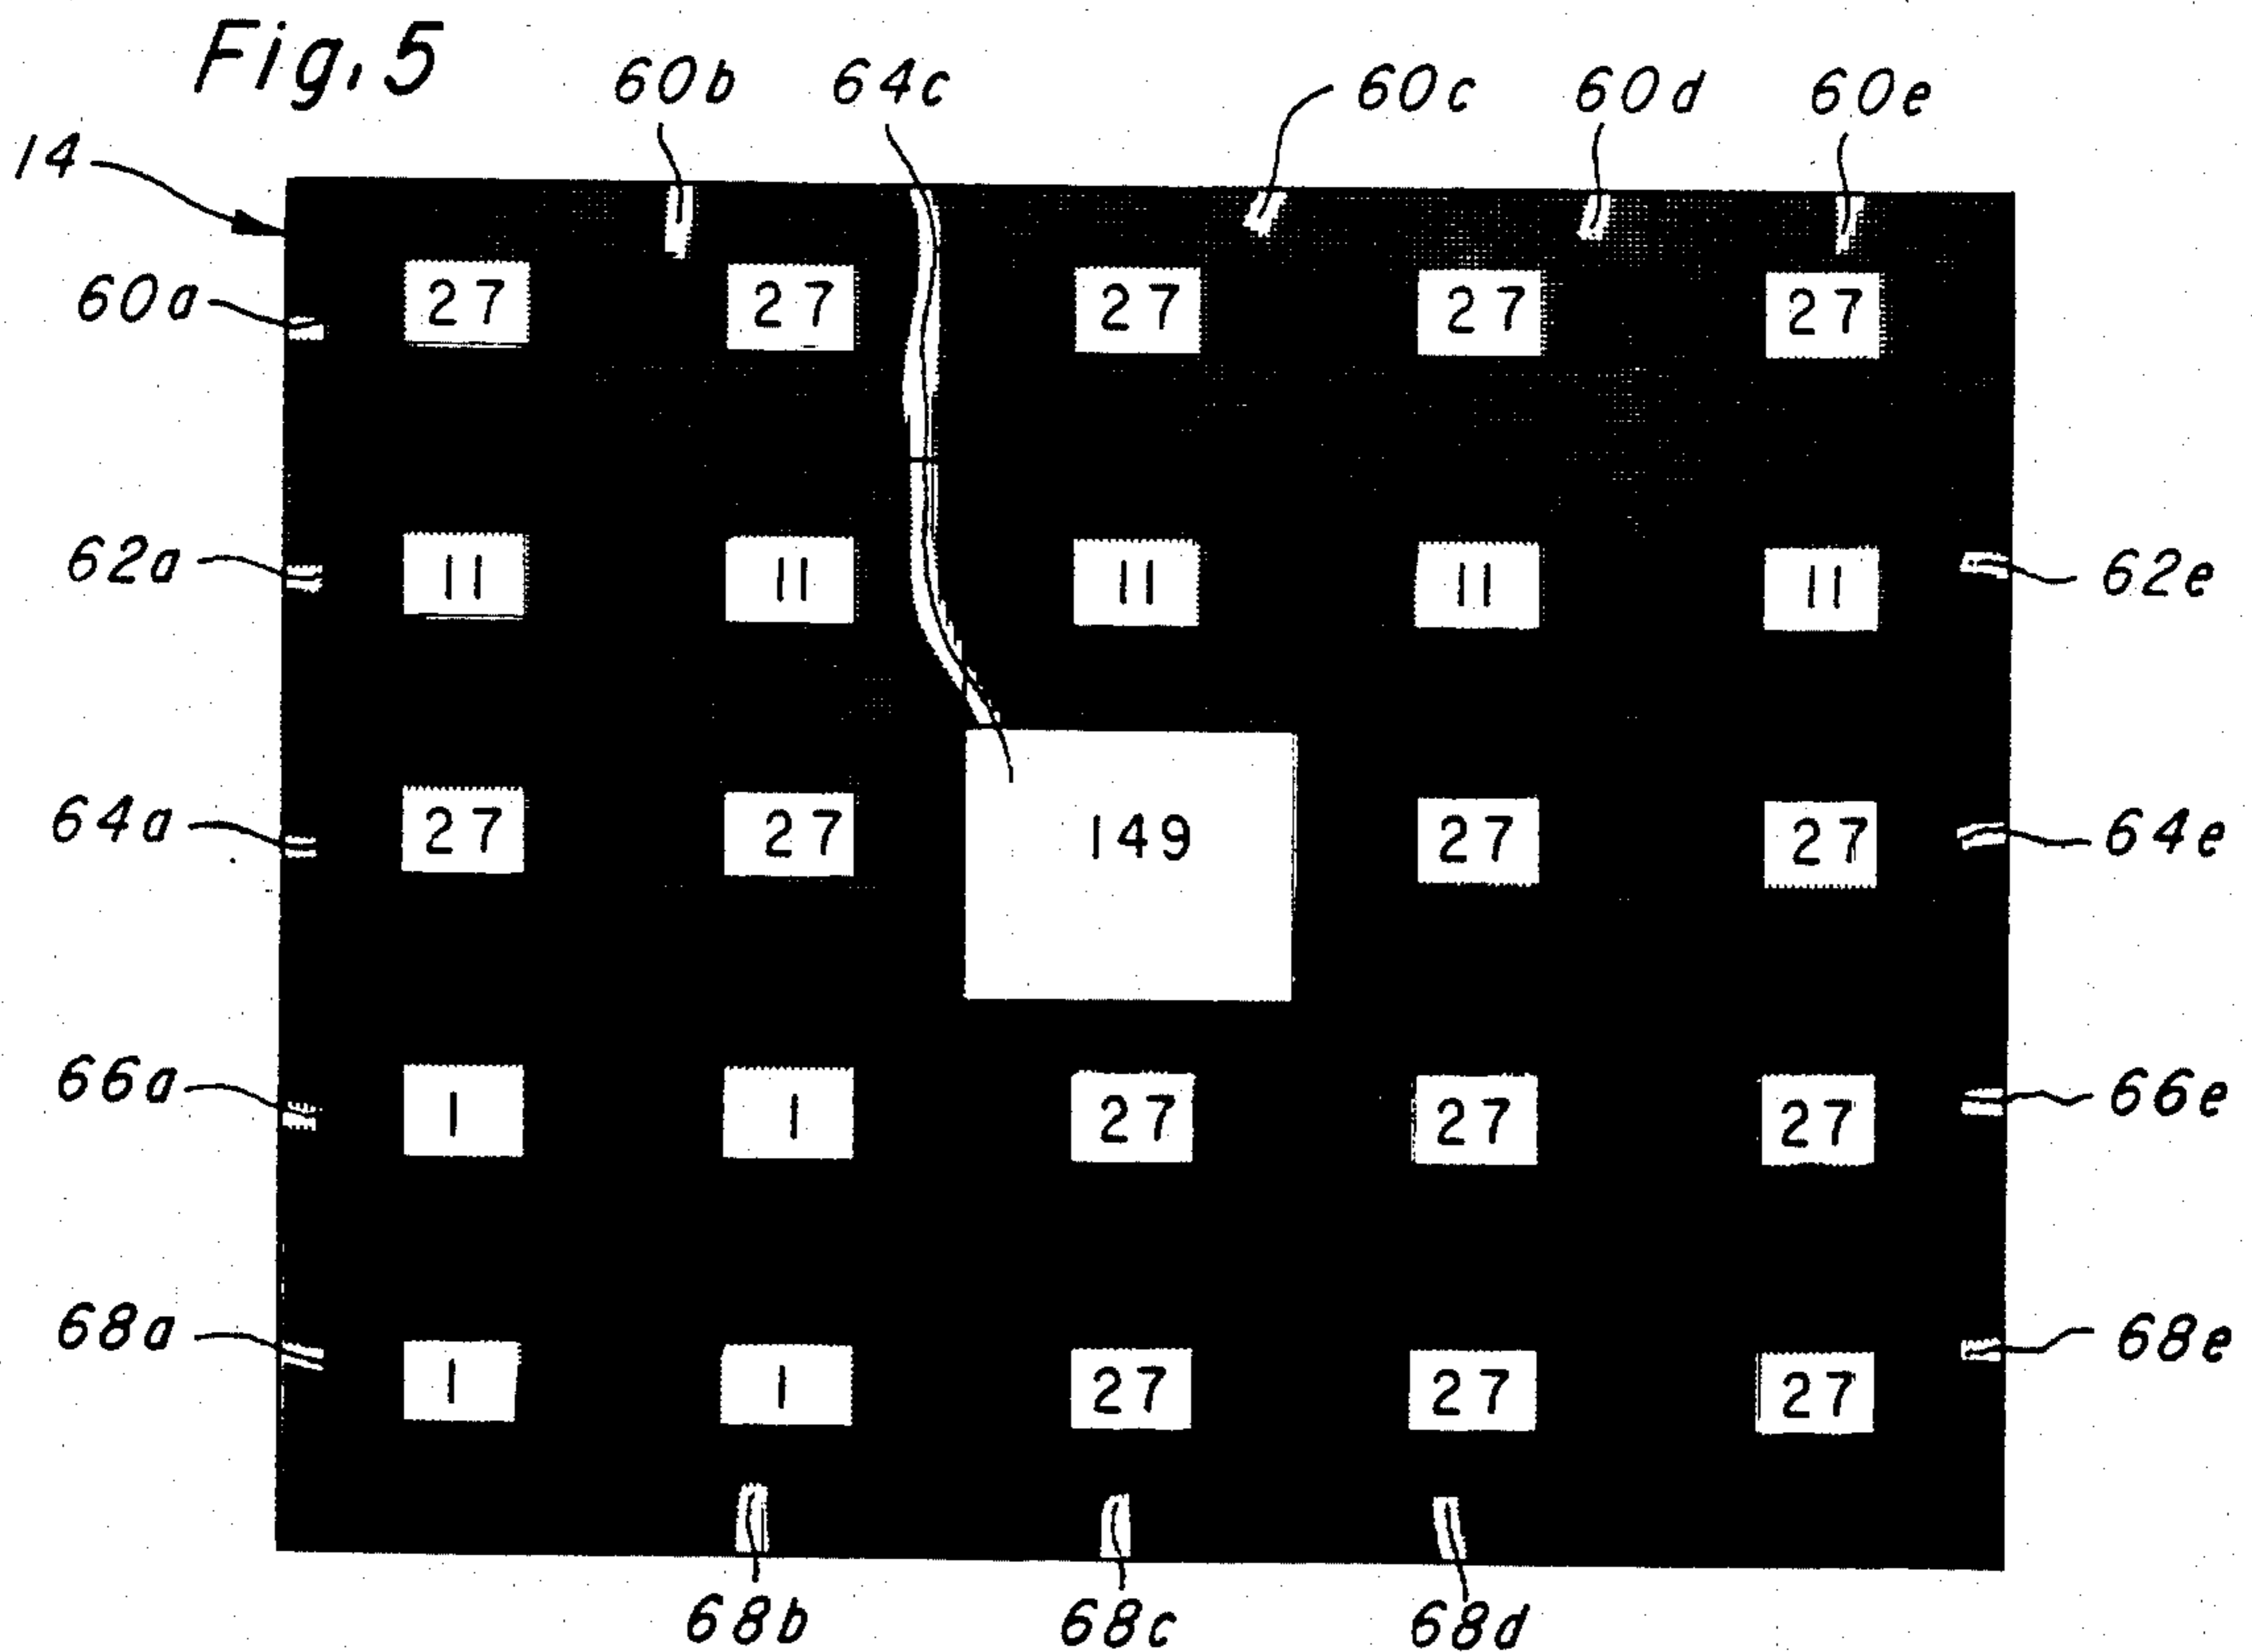 Fig. 5
60b 64c 60c 60d 60e
14
60a 27 27 27 27 27
62a 11 11 11 11 11 62e
64a 27 27 149 27 27 64e
66a 1 1 27 27 27 66e
68a 1 1 27 27 27 68e
68b 68c 68d